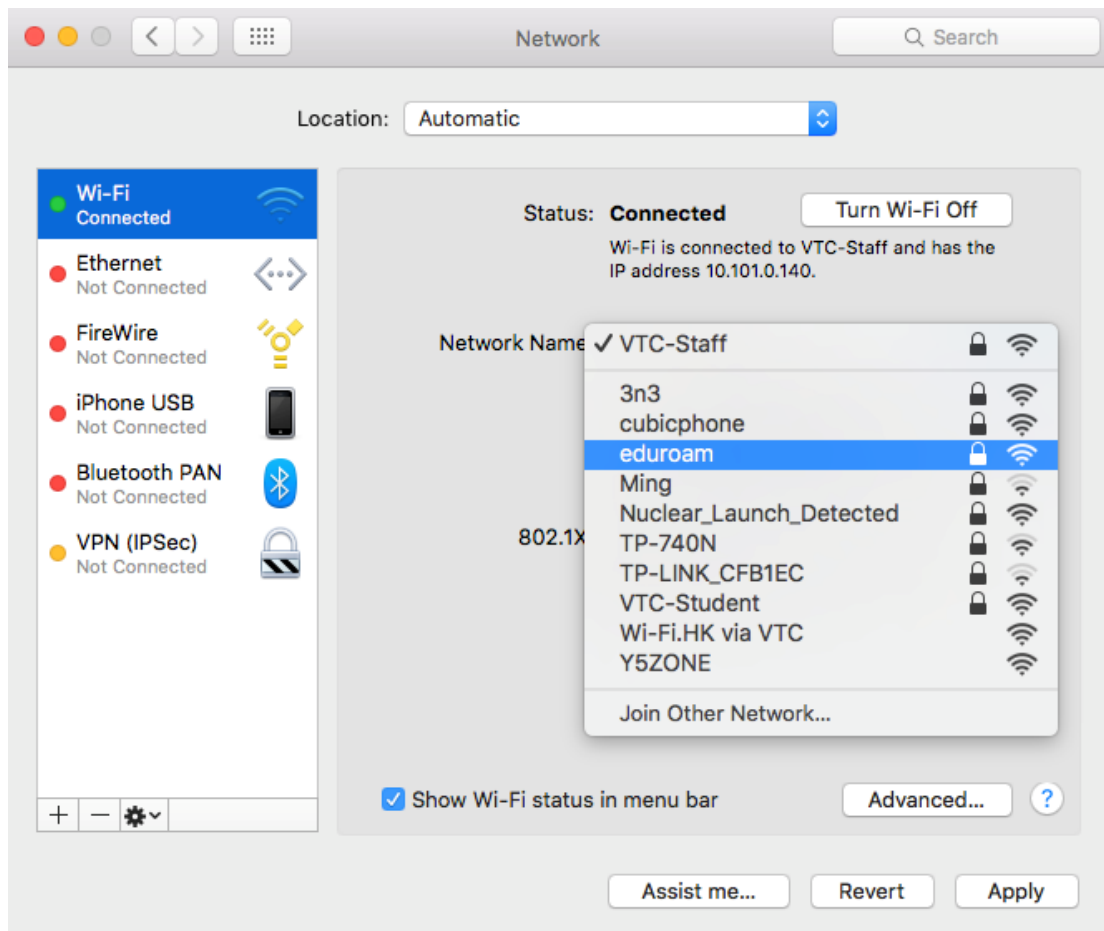 Network
Search
Location: Automatic
Wi-Fi
Connected
Ethernet
Not Connected
FireWire
Not Connected
iPhone USB
Not Connected
Bluetooth PAN
Not Connected
VPN (IPSec)
Not Connected
Status: Connected
Turn Wi-Fi Off
Wi-Fi is connected to VTC-Staff and has the
IP address 10.101.0.140.
Network Name
✓ VTC-Staff
3n3
cubicphone
eduroam
Ming
Nuclear_Launch_Detected
802.1X
TP-740N
TP-LINK_CFB1EC
VTC-Student
Wi-Fi.HK via VTC
Y5ZONE
Join Other Network...
Show Wi-Fi status in menu bar
Advanced...
?
Assist me...
Revert
Apply